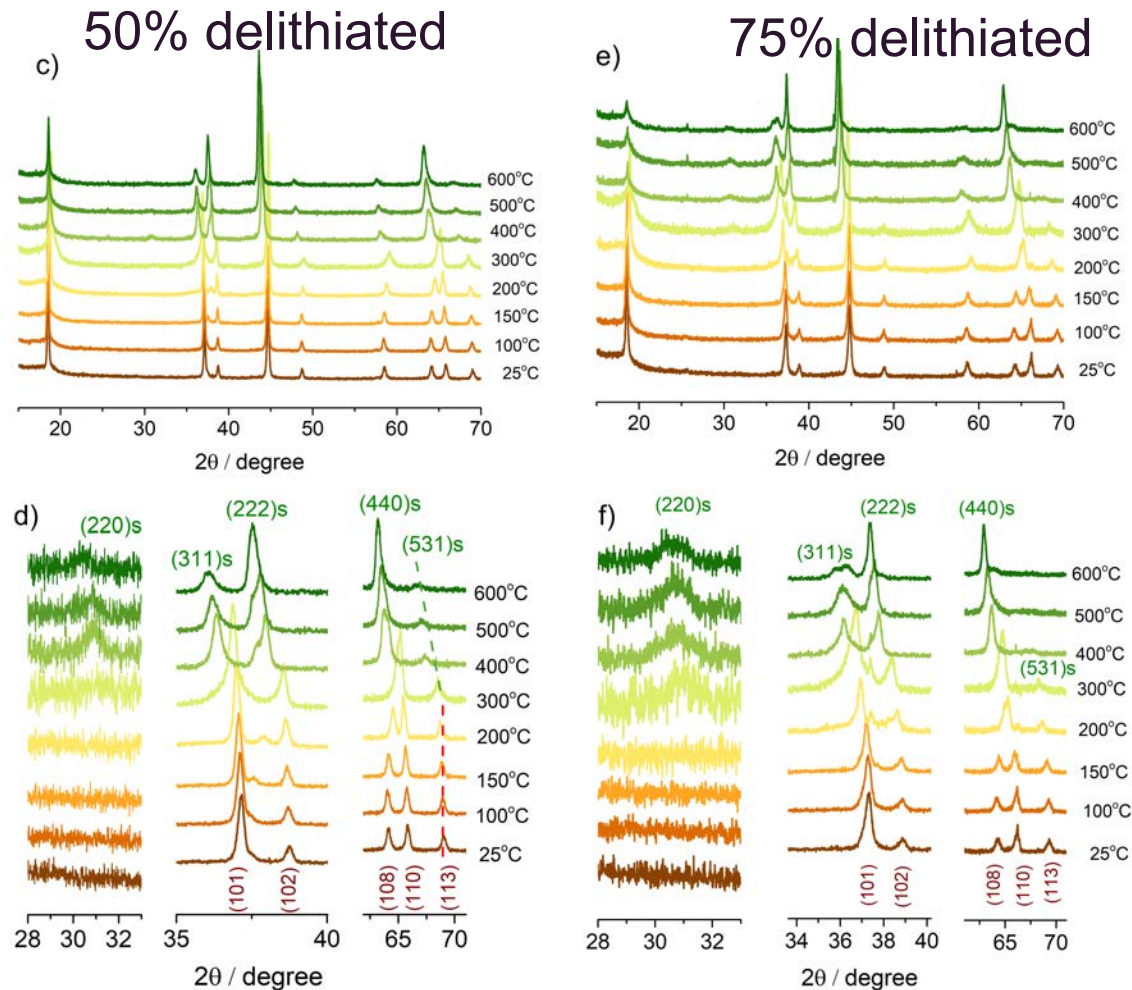 50% delithiated
75% delithiated
c)
600°C
500°C
400°C
300°C
200°C
150°C
100°C
25°C
20 30 40 50 60 70
2θ / degree
e)
600°C
500°C
400°C
300°C
200°C
150°C
100°C
25°C
20 30 40 50 60 70
2θ / degree
d)
(220)s
(311)s
(222)s
(440)s
(531)s
600°C
500°C
400°C
300°C
200°C
150°C
100°C
25°C
(101)
(102)
(108)
(110)
(113)
28 30 32 35 40 65 70
2θ / degree
f)
(220)s
(311)s
(222)s
(440)s
600°C
500°C
400°C
(531)s
300°C
200°C
150°C
100°C
25°C
(101)
(102)
(108)
(110)
(113)
28 30 32 34 36 38 40 65 70
2θ / degree